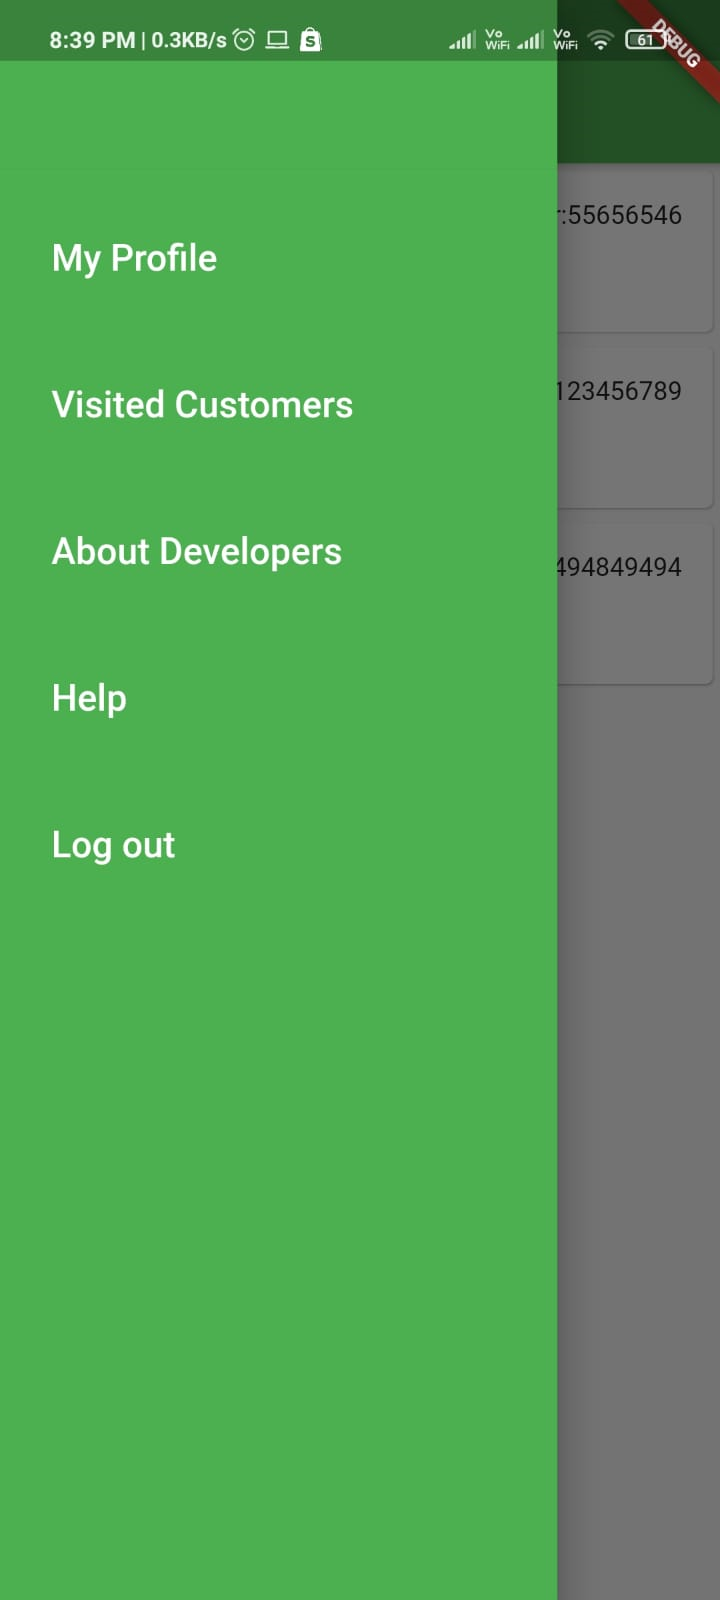 8:39 PM | 0.3KB/s S Vo WiFi Vo WiFi 61
DEBUG
:55656546
My Profile
123456789
Visited Customers
About Developers
494849494
Help
Log out